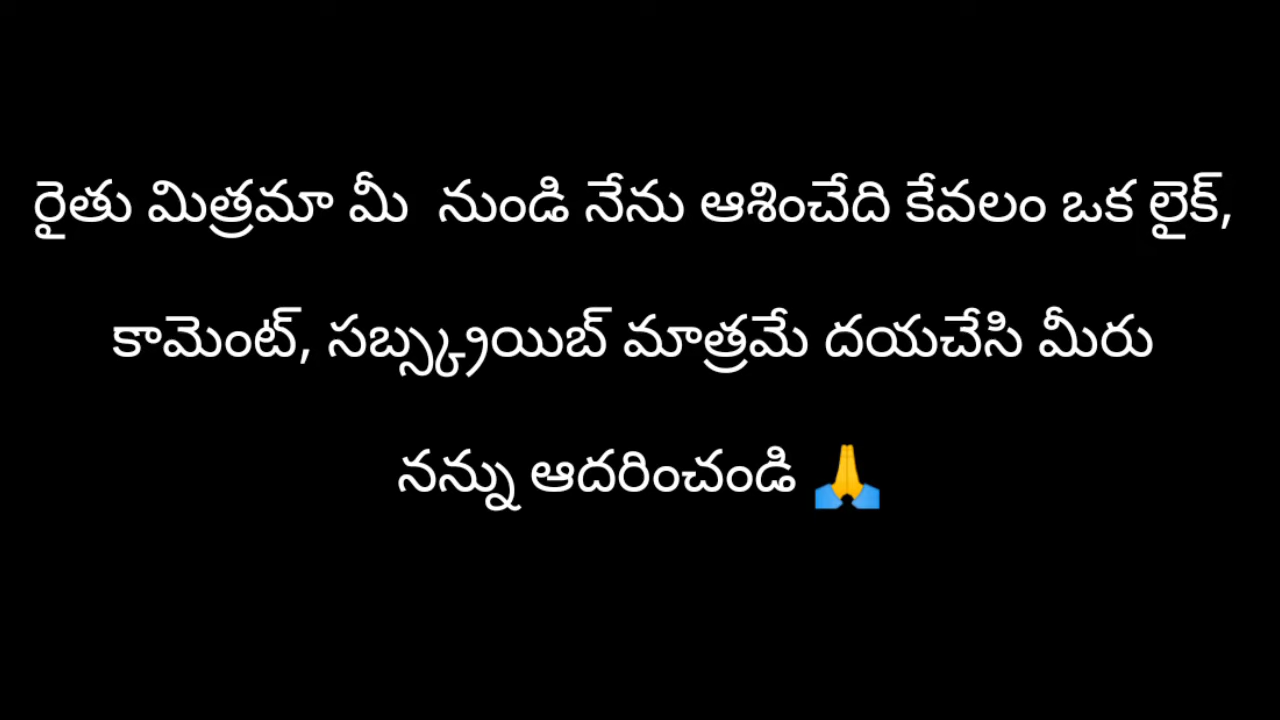 రైతు మిత్రమా మీ  నుండి నేను ఆశించేది కేవలం ఒక లైక్,
కామెంట్, సబ్స్క్రయిబ్ మాత్రమే దయచేసి మీరు
నన్ను ఆదరించండి 🙏